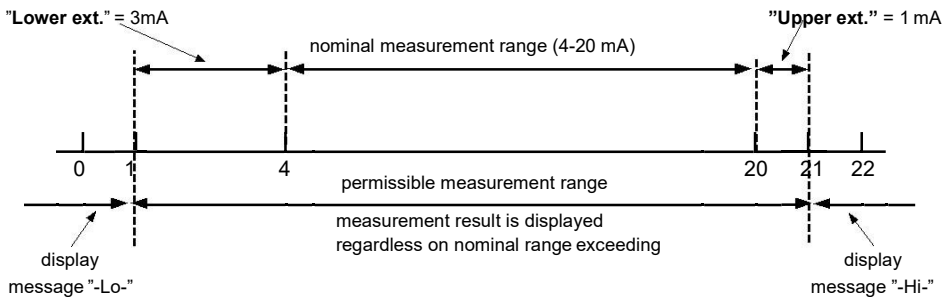 ”Lower ext.” = 3mA
”Upper ext.” = 1 mA
nominal measurement range (4-20 mA)
0 1 4 20 21 22
permissible measurement range
measurement result is displayed
regardless on nominal range exceeding
display
message ”-Lo-”
display
message ”-Hi-”